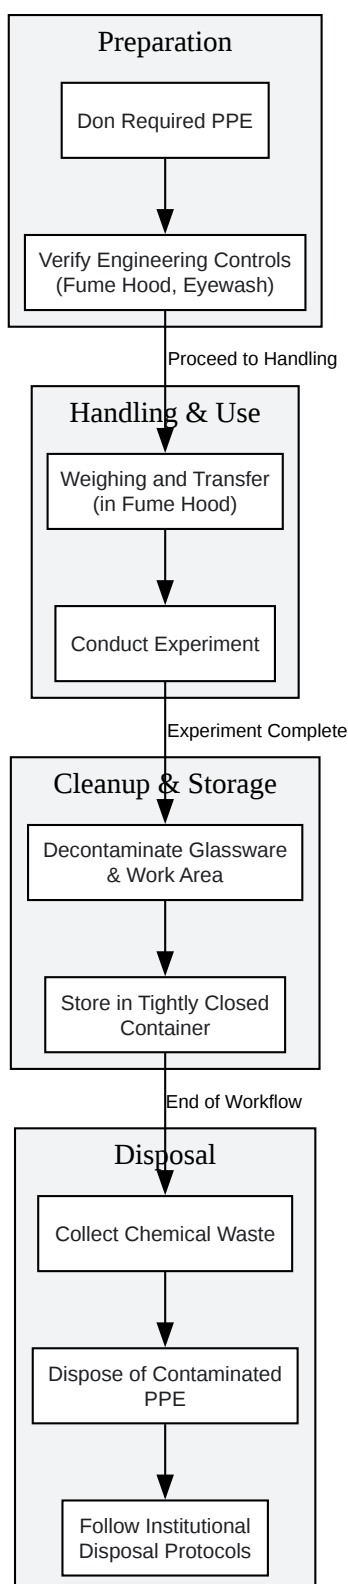 Preparation
Don Required PPE
Verify Engineering Controls
(Fume Hood, Eyewash)
Proceed to Handling
Handling & Use
Weighing and Transfer
(in Fume Hood)
Conduct Experiment
Experiment Complete
Cleanup & Storage
Decontaminate Glassware
& Work Area
Store in Tightly Closed
Container
End of Workflow
Disposal
Collect Chemical Waste
Dispose of Contaminated
PPE
Follow Institutional
Disposal Protocols